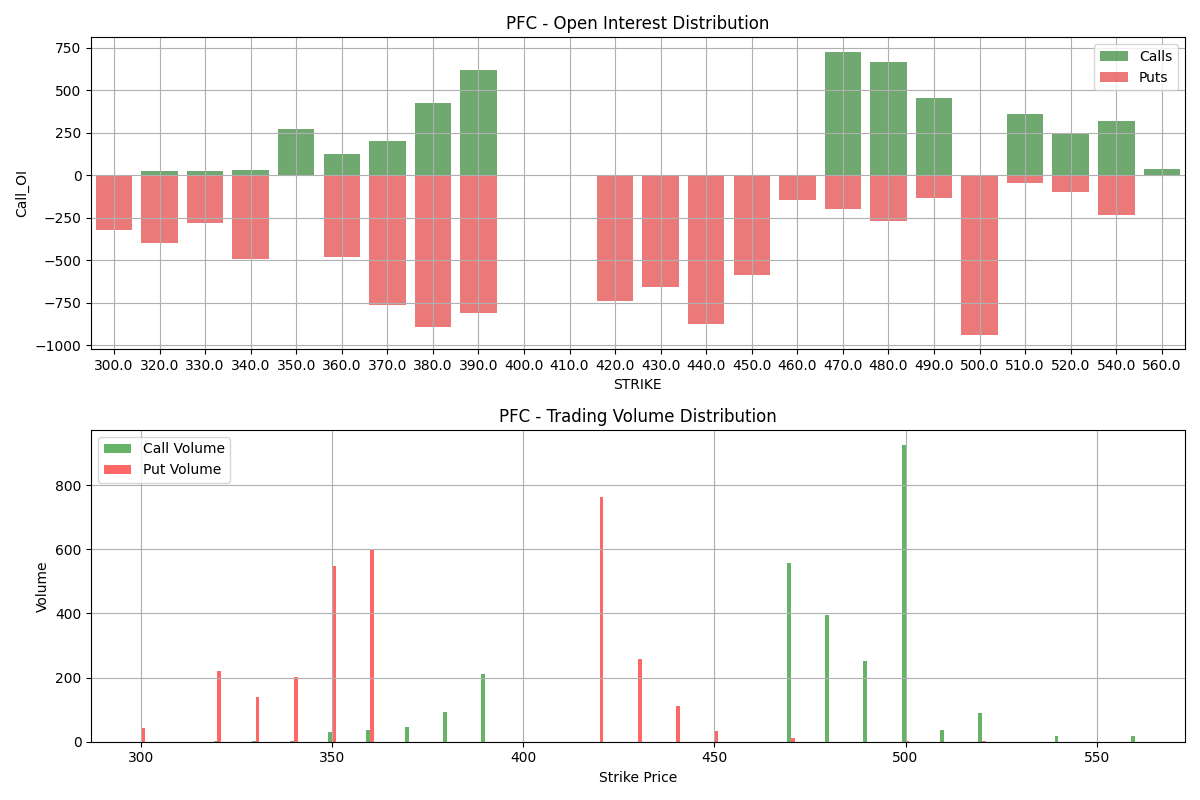 PFC - Open Interest Distribution
Calls
Puts
750
500
250
0
−250
−500
−750
−1000
Call_OI
300.0 320.0 330.0 340.0 350.0 360.0 370.0 380.0 390.0 400.0 410.0 420.0 430.0 440.0 450.0 460.0 470.0 480.0 490.0 500.0 510.0 520.0 540.0 560.0
STRIKE
PFC - Trading Volume Distribution
Call Volume
Put Volume
800
600
400
200
0
Volume
300 350 400 450 500 550
Strike Price